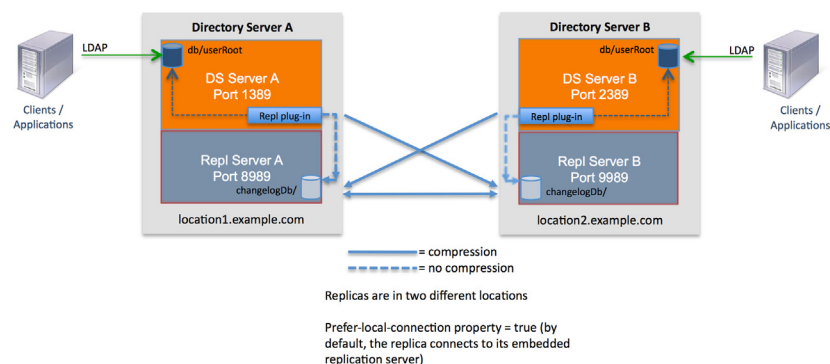 Directory Server A
Directory Server B
LDAP
db/userRoot
db/userRoot
LDAP
DS Server A
Port 1389
DS Server B
Port 2389
Clients /
Applications
Clients /
Applications
Repl plug-in
Repl plug-in
Repl Server A
Port 8989
Repl Server B
Port 9989
changelogDb/
changelogDb/
location1.example.com
location2.example.com
= compression
= no compression
Replicas are in two different locations
Prefer-local-connection property = true (by
default, the replica connects to its embedded
replication server)